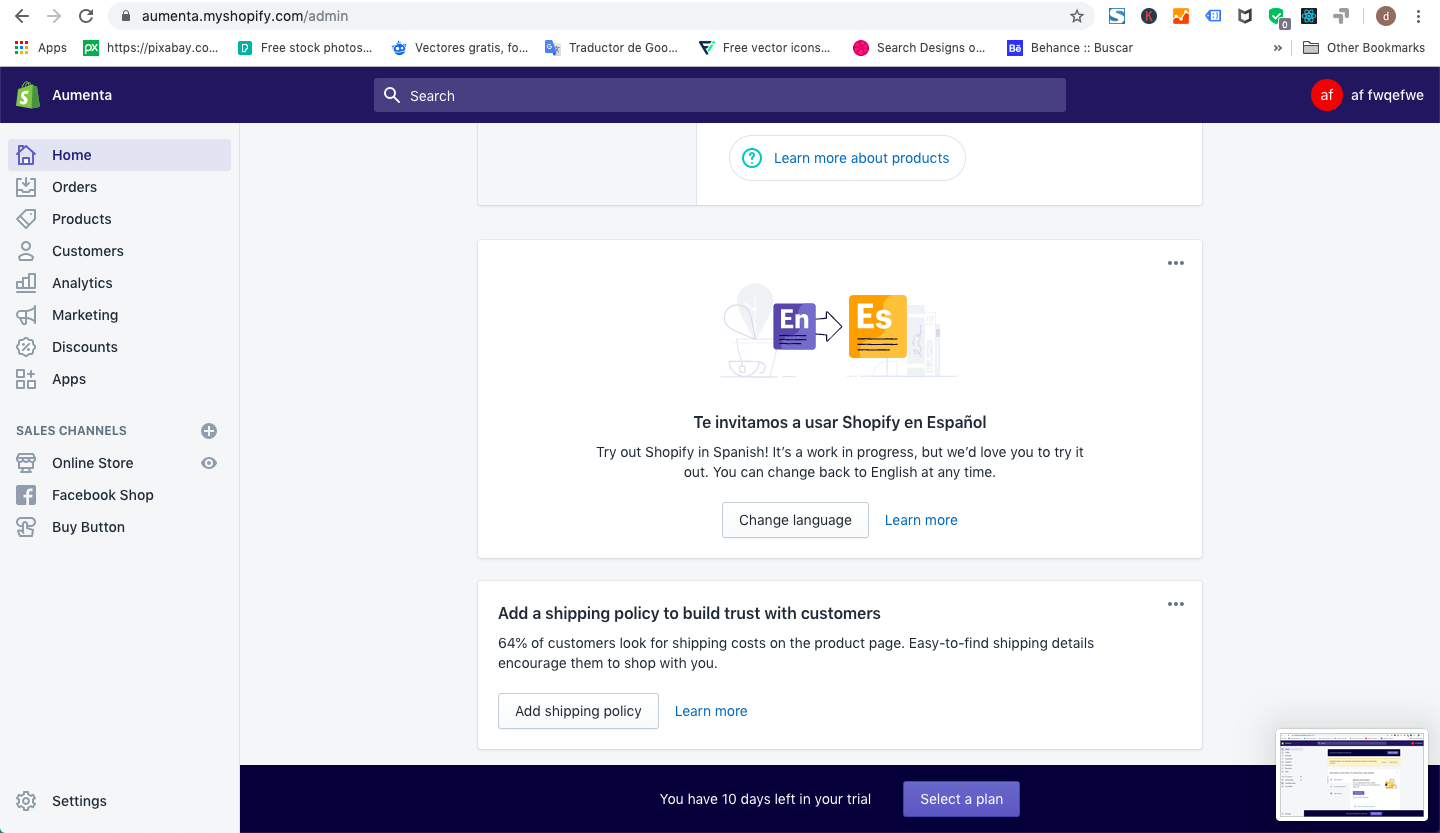 aumenta.myshopify.com/admin
0
d
Apps
https://pixabay.co...
Free stock photos...
Vectores gratis, fo...
Traductor de Goo...
Free vector icons...
Search Designs o...
Bē
Behance :: Buscar
»
Other Bookmarks
Aumenta
Search
af
af fwqefwe
Home
Orders
Products
Customers
Analytics
Marketing
Discounts
Apps
SALES CHANNELS
Online Store
Facebook Shop
Buy Button
Settings
Learn more about products
En
Es
Te invitamos a usar Shopify en Español
Try out Shopify in Spanish! It’s a work in progress, but we’d love you to try it
out. You can change back to English at any time.
Change language
Learn more
Add a shipping policy to build trust with customers
64% of customers look for shipping costs on the product page. Easy-to-find shipping details
encourage them to shop with you.
Add shipping policy
Learn more
You have 10 days left in your trial
Select a plan